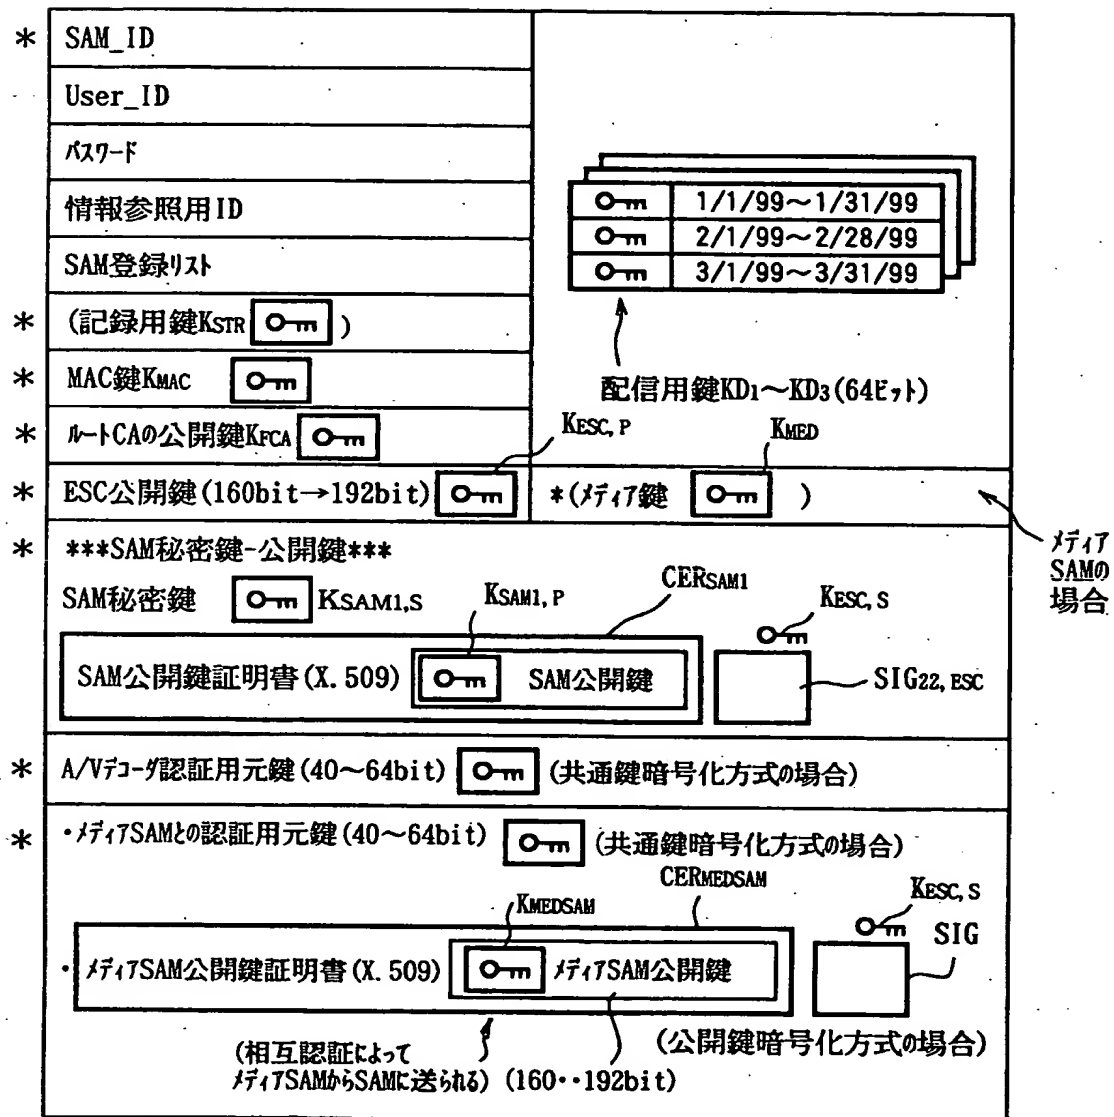 * SAM_ID
User_ID
パスワード
情報参照用ID
SAM登録リスト
1/1/99～1/31/99
2/1/99～2/28/99
3/1/99～3/31/99
配信用鍵KD1～KD3(64ビット)
* (記録用鍵KSTR )
* MAC鍵KMAC
* ルートCAの公開鍵KFCA
KESC, P
KMED
* ESC公開鍵(160bit→192bit)
*(メディア鍵 )
メディア
SAMの
場合
* ***SAM秘密鍵-公開鍵***
SAM秘密鍵 KSAM1,S
KSAM1, P
CERSAM1
KESC, S
SAM公開鍵証明書(X. 509) SAM公開鍵
SIG22, ESC
* A/Vデコーダ認証用元鍵(40～64bit) (共通鍵暗号化方式の場合)
* ・メディアSAMとの認証用元鍵(40～64bit) (共通鍵暗号化方式の場合)
CERMEDSAM
KMEDSAM
KESC, S
SIG
・メディアSAM公開鍵証明書(X. 509) メディアSAM公開鍵
(公開鍵暗号化方式の場合)
(相互認証によって
メディアSAMからSAMに送られる) (160・・192bit)